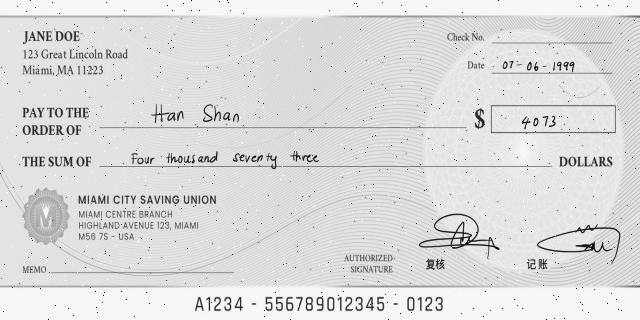 JANE DOE
123 Great Lincoln Road
Miami, MA 11223
Check No.
Date 07-06-1999
PAY TO THE
ORDER OF Han Shan $ 4073
THE SUM OF four thousand seventy three DOLLARS
MIAMI CITY SAVING UNION
MIAMI CENTRE BRANCH
HIGHLAND AVENUE 123, MIAMI
M56 7S - USA
M
MEMO
AUTHORIZED
SIGNATURE
复核 记账
A1234 - 556789012345 - 0123